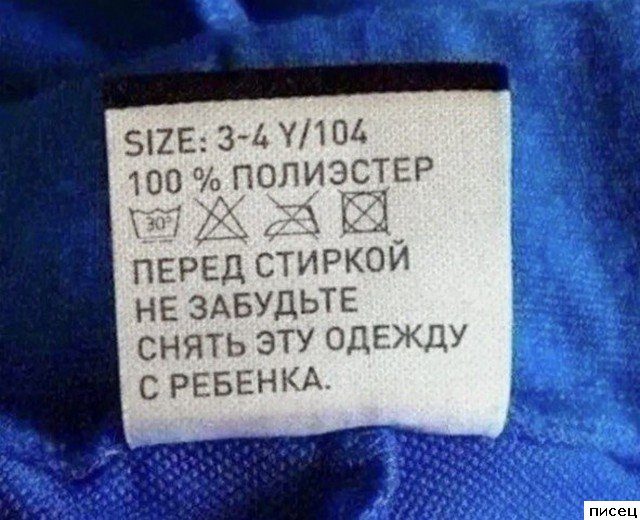 SIZE: 3-4 Y/104
100 % ПОЛИЭСТЕР
30°
ПЕРЕД СТИРКОЙ
НЕ ЗАБУДЬТЕ
СНЯТЬ ЭТУ ОДЕЖДУ
С РЕБЕНКА.
писец